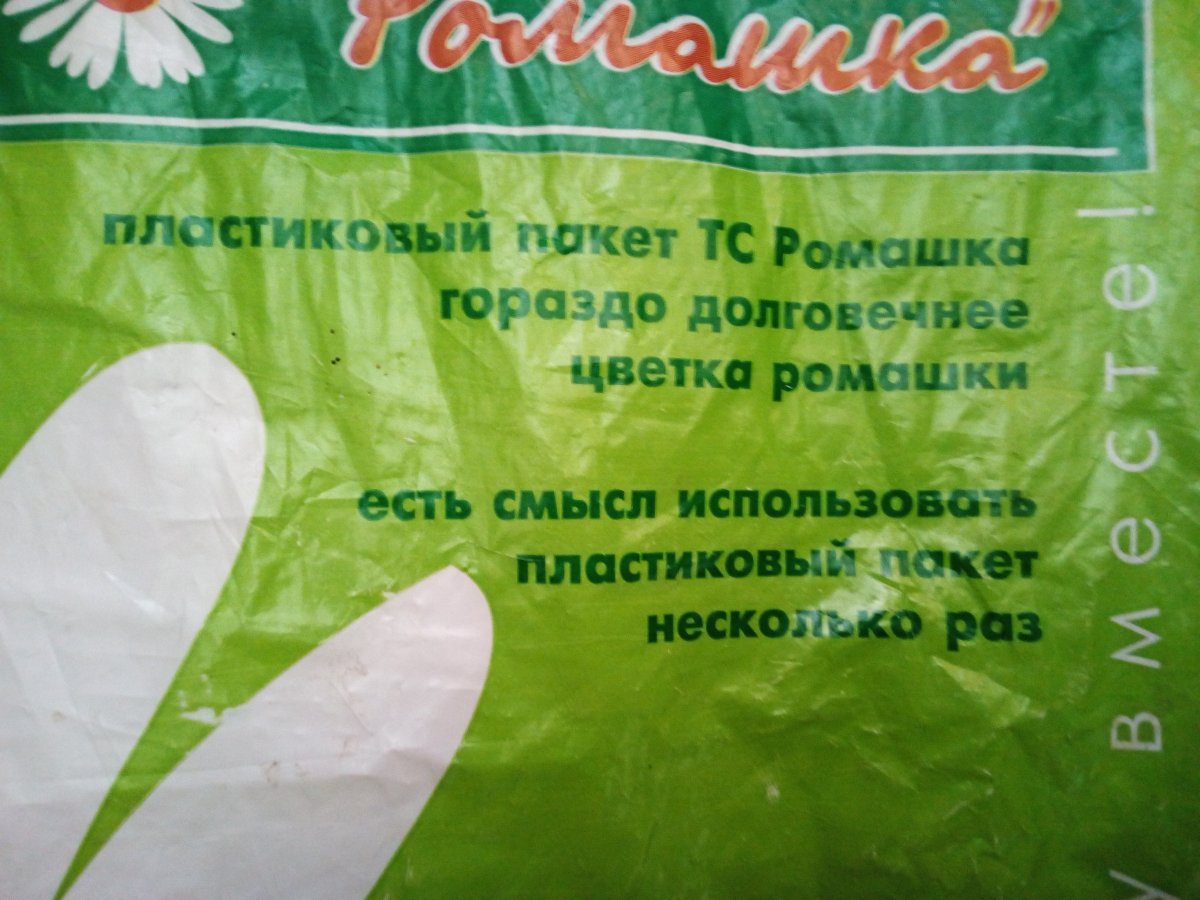 Ромашка"
пластиковый пакет ТС Ромашка
гораздо долговечнее
цветка ромашки
есть смысл использовать
пластиковый пакет
несколько раз
вместе!